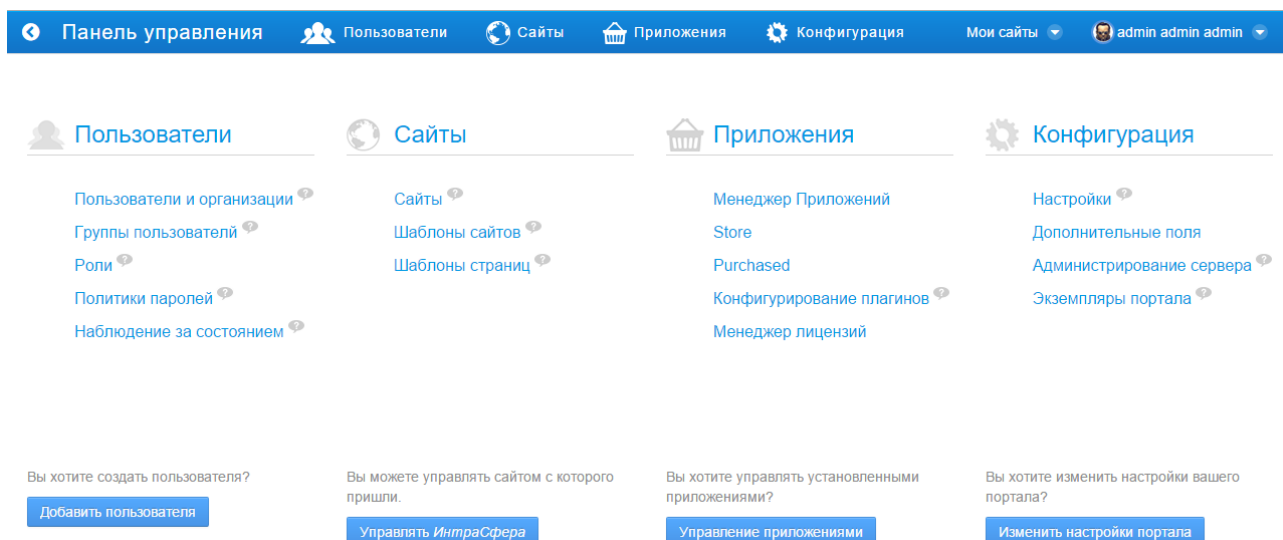 Панель управления Пользователи Сайты Приложения Конфигурация Мои сайты admin admin admin
Пользователи
Пользователи и организации
Группы пользователй
Роли
Политики паролей
Наблюдение за состоянием
Вы хотите создать пользователя?
Добавить пользователя
Сайты
Сайты
Шаблоны сайтов
Шаблоны страниц
Вы можете управлять сайтом с которого
пришли.
Управлять ИнтраСфера
Приложения
Менеджер Приложений
Store
Purchased
Конфигурирование плагинов
Менеджер лицензий
Вы хотите управлять установленными
приложениями?
Управление приложениями
Конфигурация
Настройки
Дополнительные поля
Администрирование сервера
Экземпляры портала
Вы хотите изменить настройки вашего
портала?
Изменить настройки портала